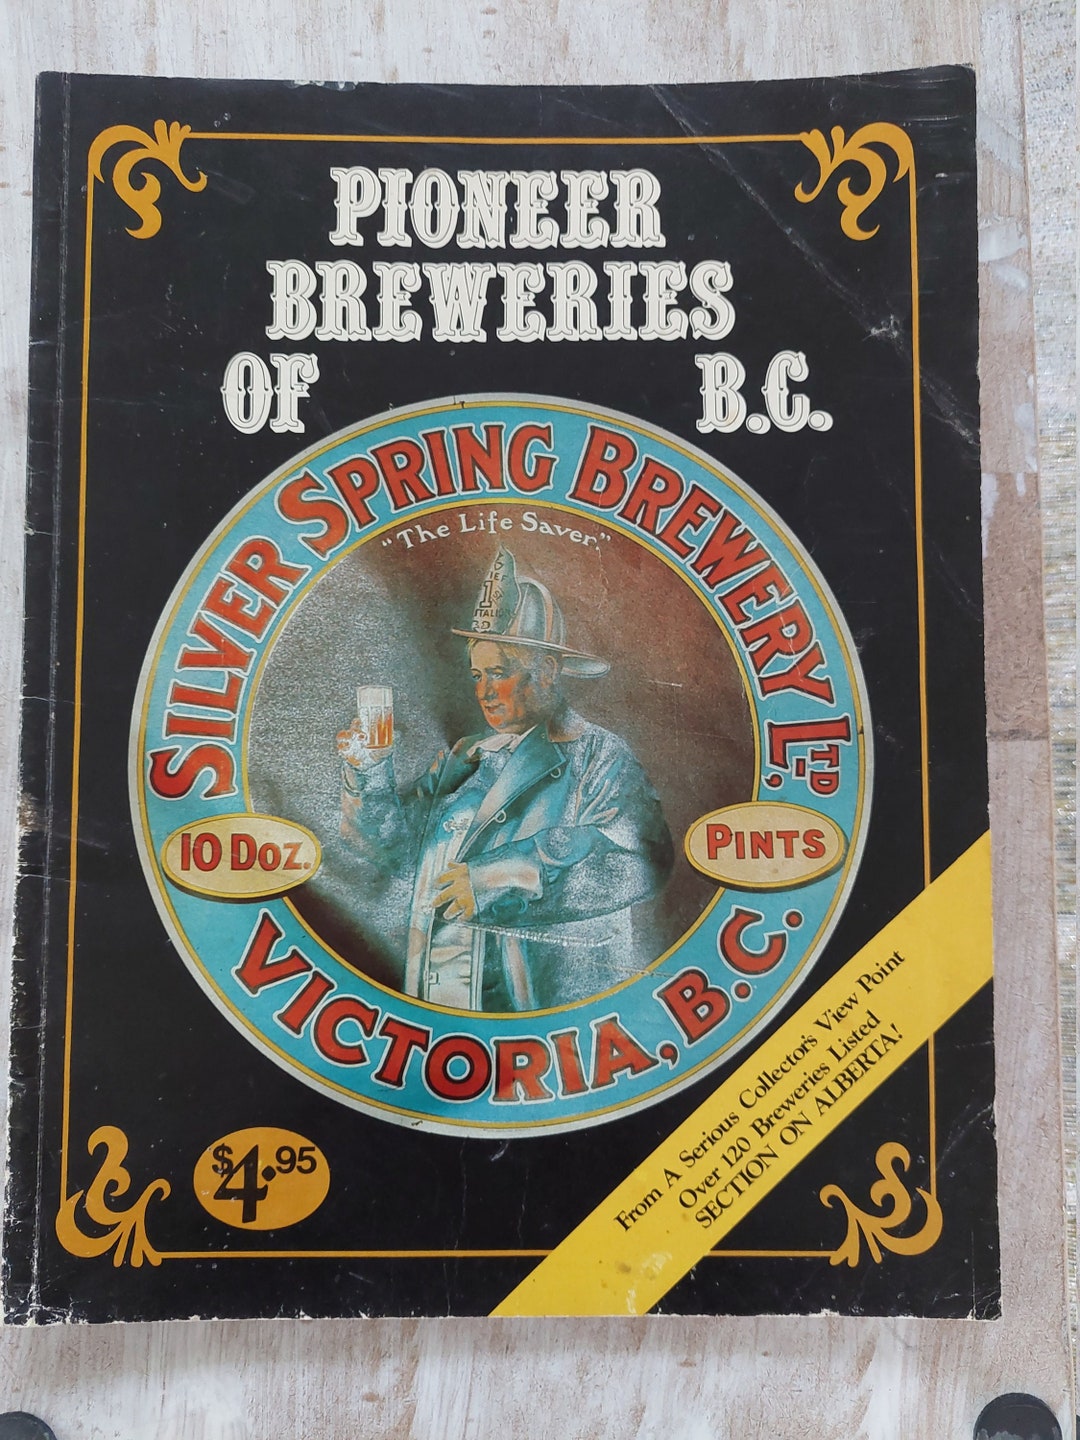 PIONEER
BREWERIES
OF B.C.
SILVER SPRING BREWERY, LTD
"The Life Saver."
1
10 DOZ.
PINTS
VICTORIA, B.C.
From A Serious Collector's View Point
Over 120 Breweries Listed
SECTION ON ALBERTA!
$4.95